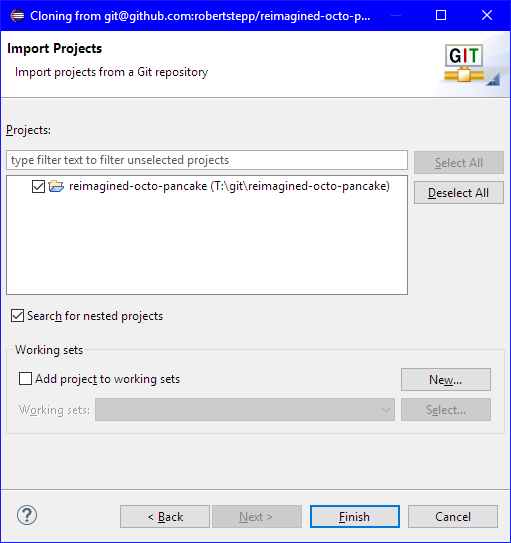 Cloning from git@github.com:robertstepp/reimagined-octo-p...
Import Projects
Import projects from a Git repository
GIT
Projects:
type filter text to filter unselected projects
Select All
reimagined-octo-pancake (T:\git\reimagined-octo-pancake)
Deselect All
Search for nested projects
Working sets
Add project to working sets
New...
Working sets:
Select...
?
< Back
Next >
Finish
Cancel